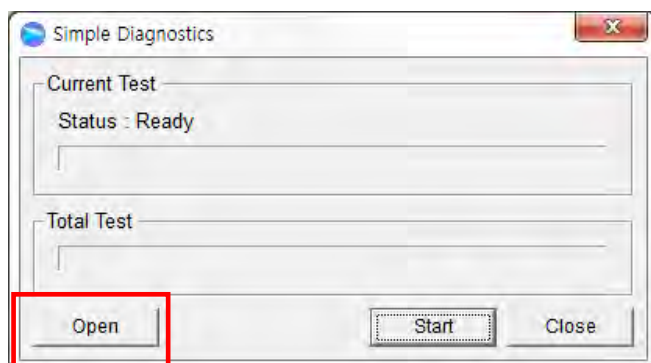 Simple Diagnostics
Current Test
Status : Ready
Total Test
Open Start Close